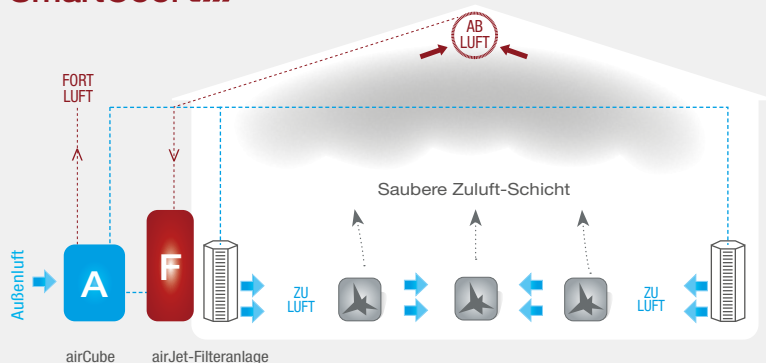 AB
LUFT
FORT
LUFT
Saubere Zuluft-Schicht
Außenluft
A
F
ZU
LUFT
ZU
LUFT
airCube
airJet-Filteranlage